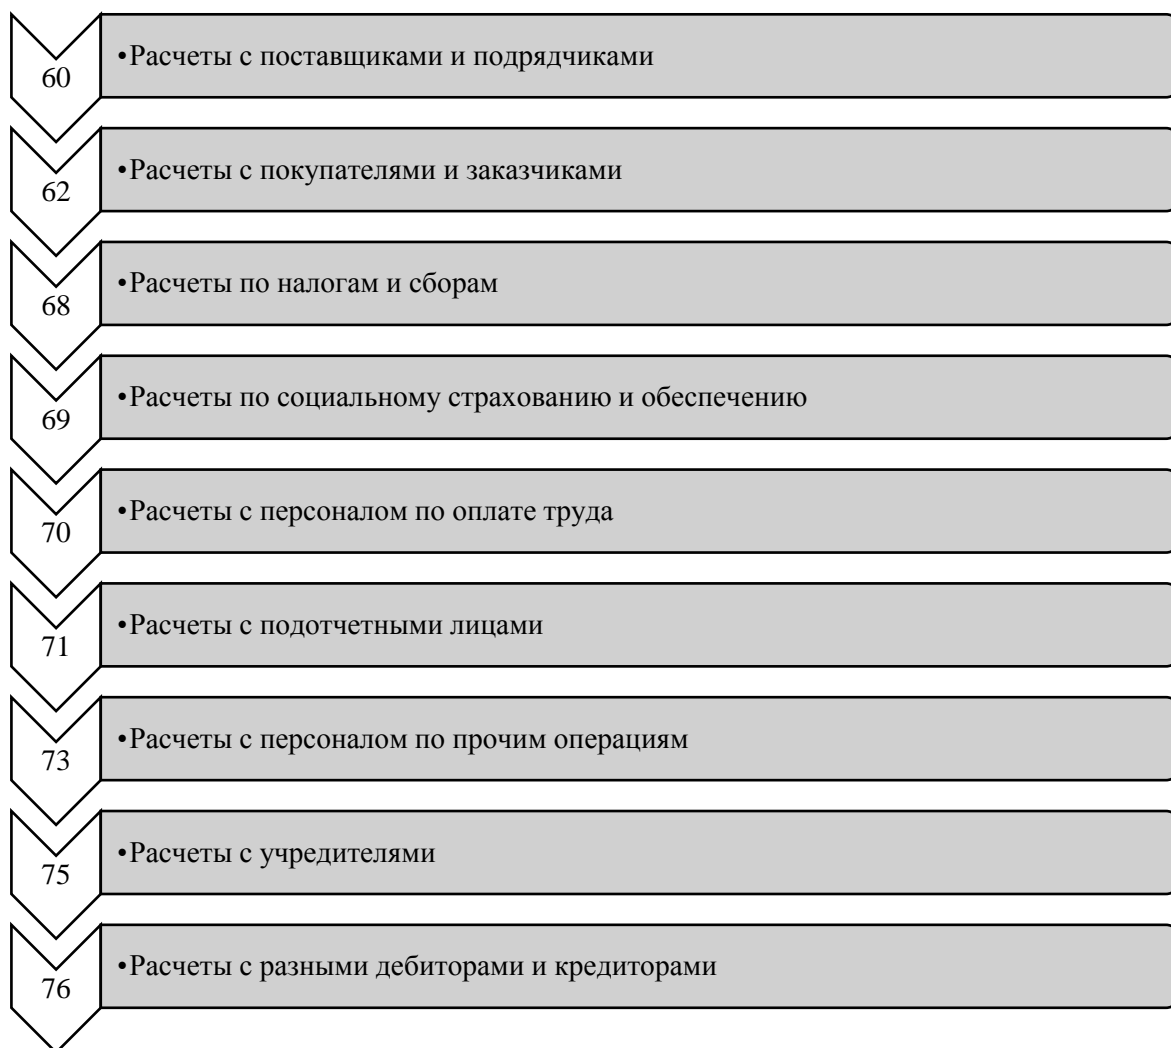 60
•Расчеты с поставщиками и подрядчиками
62
•Расчеты с покупателями и заказчиками
68
•Расчеты по налогам и сборам
69
•Расчеты по социальному страхованию и обеспечению
70
•Расчеты с персоналом по оплате труда
71
•Расчеты с подотчетными лицами
73
•Расчеты с персоналом по прочим операциям
75
•Расчеты с учредителями
76
•Расчеты с разными дебиторами и кредиторами